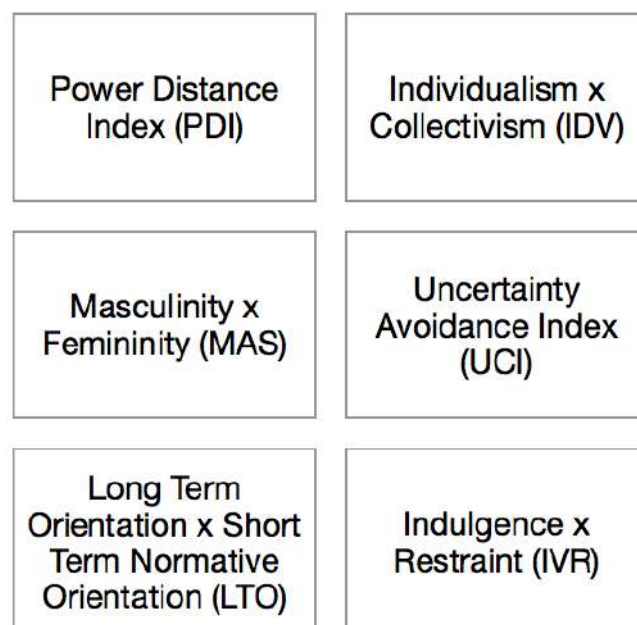 Power Distance
Index (PDI)
Individualism x
Collectivism (IDV)
Masculinity x
Femininity (MAS)
Uncertainty
Avoidance Index
(UCI)
Long Term
Orientation x Short
Term Normative
Orientation (LTO)
Indulgence x
Restraint (IVR)